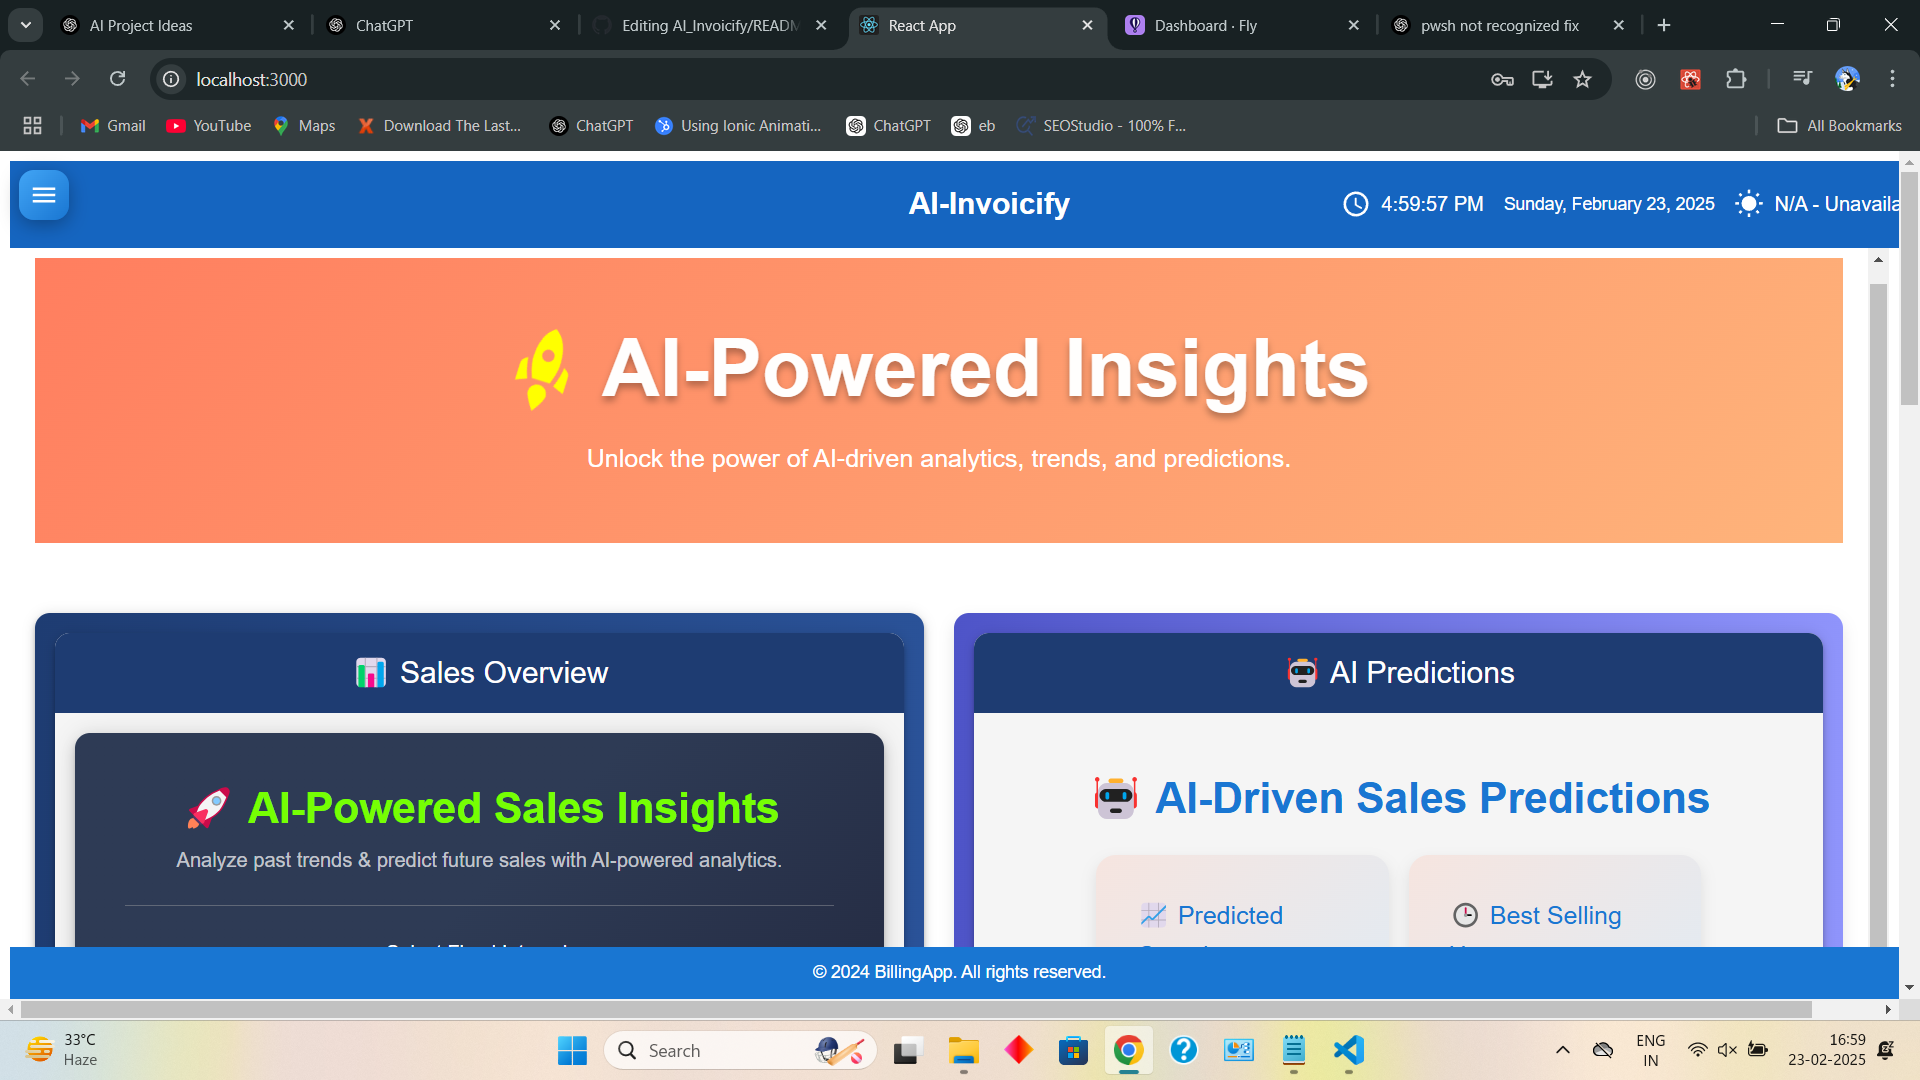 AI Project Ideas
ChatGPT
Editing AI_Invoicify/READM
React App
Dashboard · Fly
pwsh not recognized fix
localhost:3000
Gmail
YouTube
Maps
Download The Last...
ChatGPT
Using Ionic Animati...
ChatGPT
eb
SEOStudio - 100% F...
All Bookmarks
AI-Invoicify
4:59:57 PM
Sunday, February 23, 2025
N/A - Unavaila
AI-Powered Insights
Unlock the power of AI-driven analytics, trends, and predictions.
Sales Overview
AI-Powered Sales Insights
Analyze past trends & predict future sales with AI-powered analytics.
AI Predictions
AI-Driven Sales Predictions
Predicted
Best Selling
© 2024 BillingApp. All rights reserved.
33°C
Haze
Search
ENG
IN
16:59
23-02-2025